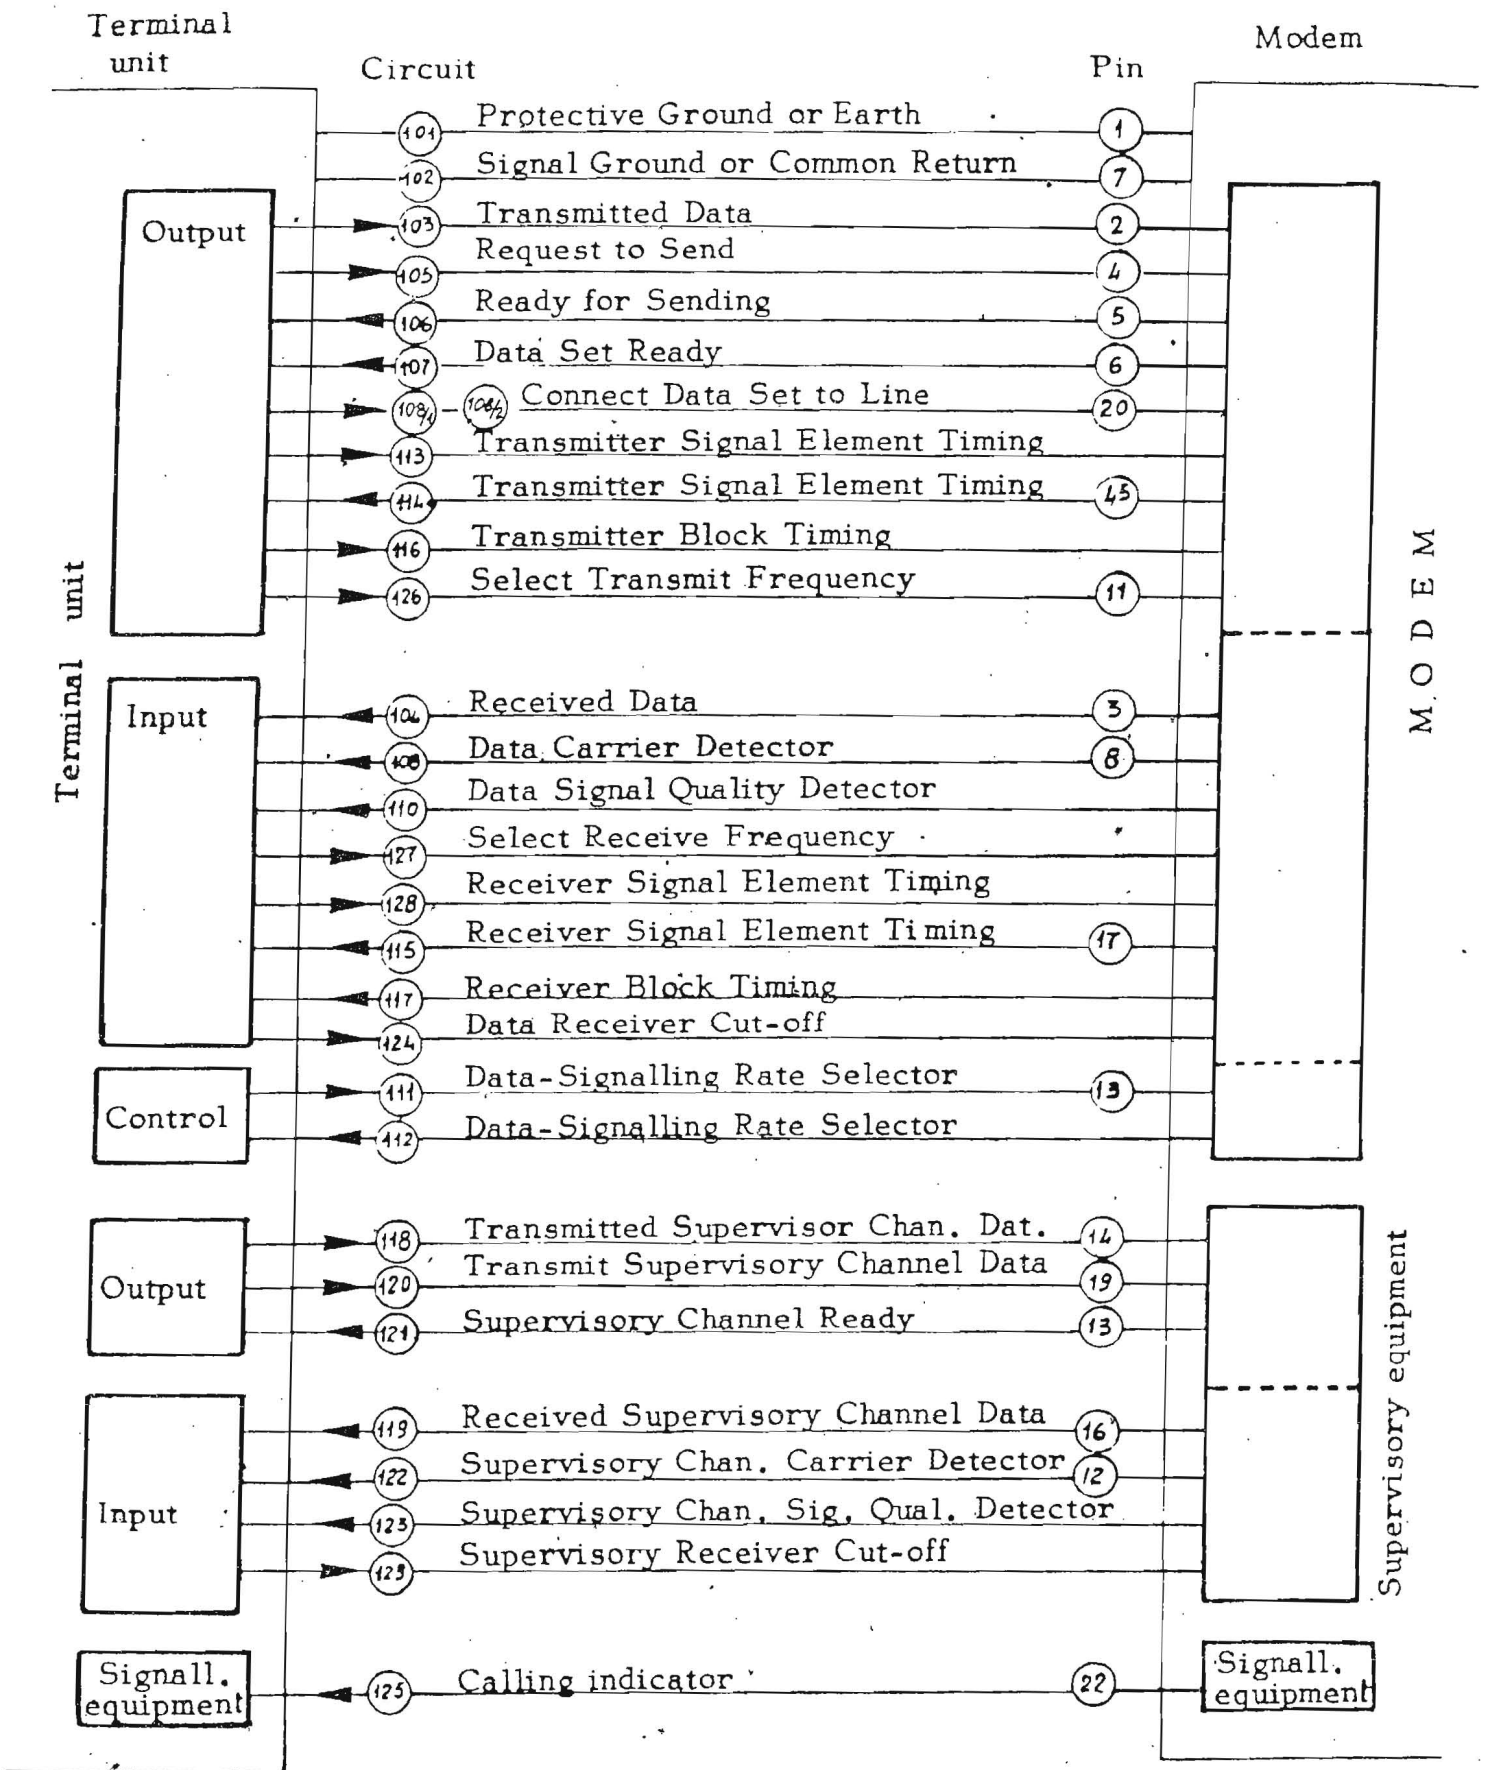 Terminal unit
Circuit
Pin
Modem
101 Protective Ground or Earth 1
102 Signal Ground or Common Return 7
Output
103 Transmitted Data 2
105 Request to Send 4
106 Ready for Sending 5
107 Data Set Ready 6
108/1 - 108/2 Connect Data Set to Line 20
113 Transmitter Signal Element Timing
114 Transmitter Signal Element Timing
116 Transmitter Block Timing
126 Select Transmit Frequency 11
Terminal unit
MODEM
Input
104 Received Data 3
Data Carrier Detector 8
110 Data Signal Quality Detector
127 Select Receive Frequency
128 Receiver Signal Element Timing
115 Receiver Signal Element Timing 17
117 Receiver Block Timing
124 Data Receiver Cut-off
Control
111 Data-Signalling Rate Selector 13
112 Data-Signalling Rate Selector
Output
118 Transmitted Supervisor Chan. Dat. 14
120 Transmit Supervisory Channel Data 19
121 Supervisory Channel Ready 13
Supervisory equipment
Input
119 Received Supervisory Channel Data 16
122 Supervisory Chan. Carrier Detector 12
123 Supervisory Chan. Sig. Qual. Detector
123 Supervisory Receiver Cut-off
Signall. equipment
125 Calling indicator 22
Signall. equipment